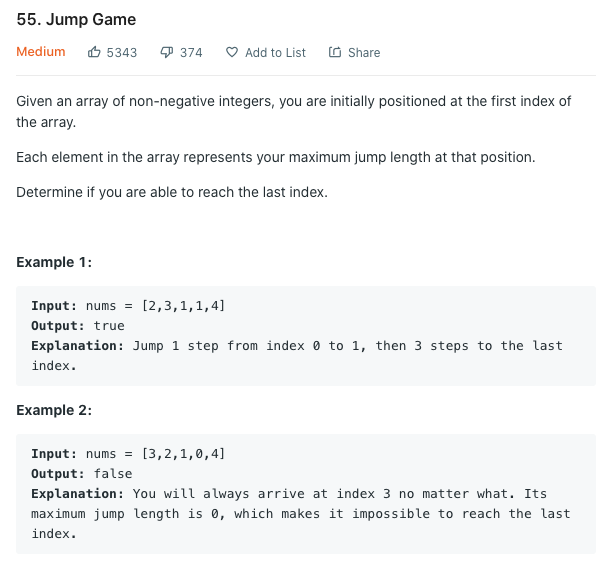 55. Jump Game
Medium 5343 374 Add to List Share
Given an array of non-negative integers, you are initially positioned at the first index of
the array.
Each element in the array represents your maximum jump length at that position.
Determine if you are able to reach the last index.
Example 1:
Input: nums = [2,3,1,1,4]
Output: true
Explanation: Jump 1 step from index 0 to 1, then 3 steps to the last
index.
Example 2:
Input: nums = [3,2,1,0,4]
Output: false
Explanation: You will always arrive at index 3 no matter what. Its
maximum jump length is 0, which makes it impossible to reach the last
index.